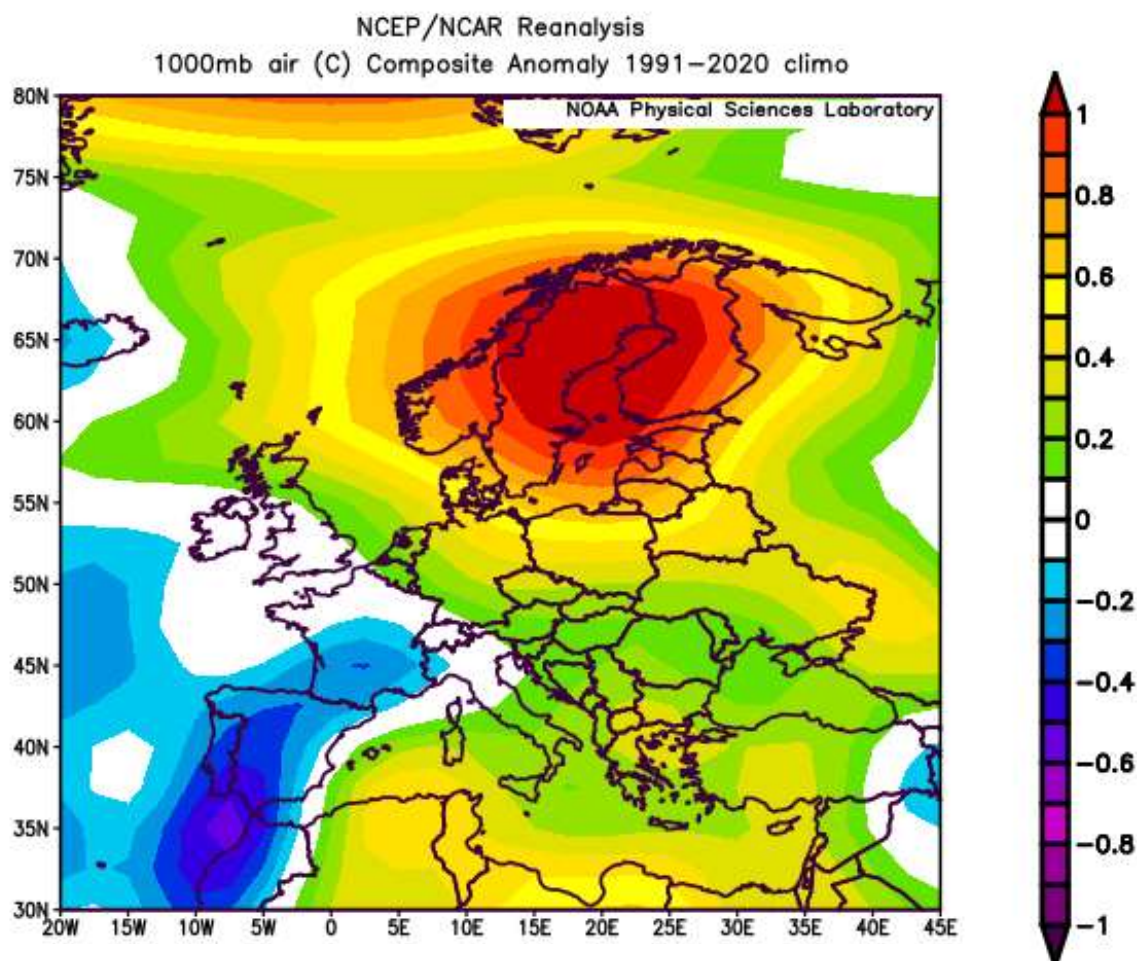 NCEP/NCAR Reanalysis
1000mb air (C) Composite Anomaly 1991-2020 climo
NOAA Physical Sciences Laboratory
80N
75N
70N
65N
60N
55N
50N
45N
40N
35N
30N
20W 15W 10W 5W 0 5E 10E 15E 20E 25E 30E 35E 40E 45E
1
0.8
0.6
0.4
0.2
0
-0.2
-0.4
-0.6
-0.8
-1